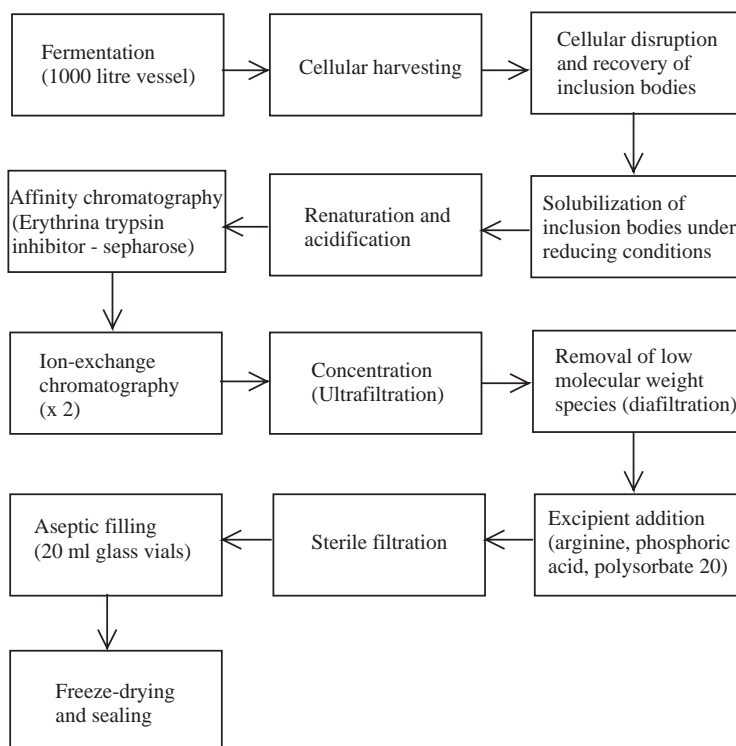 Fermentation
(1000 litre vessel)
Cellular harvesting
Cellular disruption
and recovery of
inclusion bodies
Solubilization of
inclusion bodies under
reducing conditions
Renaturation and
acidification
Affinity chromatography
(Erythrina trypsin
inhibitor - sepharose)
Ion-exchange
chromatography
(x 2)
Concentration
(Ultrafiltration)
Removal of low
molecular weight
species (diafiltration)
Excipient addition
(arginine, phosphoric
acid, polysorbate 20)
Sterile filtration
Aseptic filling
(20 ml glass vials)
Freeze-drying
and sealing